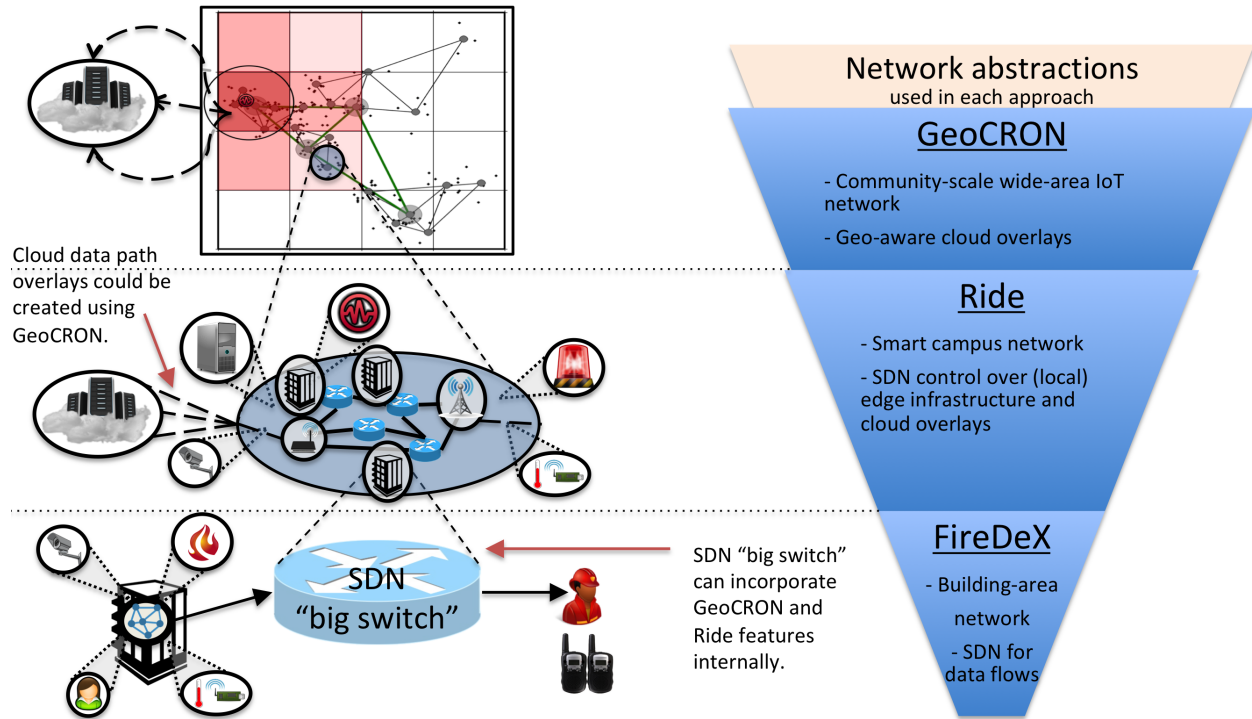 Network abstractions
used in each approach
GeoCRON
- Community-scale wide-area IoT
network
- Geo-aware cloud overlays
Cloud data path
overlays could be
created using
GeoCRON.
Ride
- Smart campus network
- SDN control over (local)
edge infrastructure and
cloud overlays
SDN
"big switch"
SDN "big switch"
can incorporate
GeoCRON and
Ride features
internally.
FireDeX
- Building-area
network
- SDN for
data flows